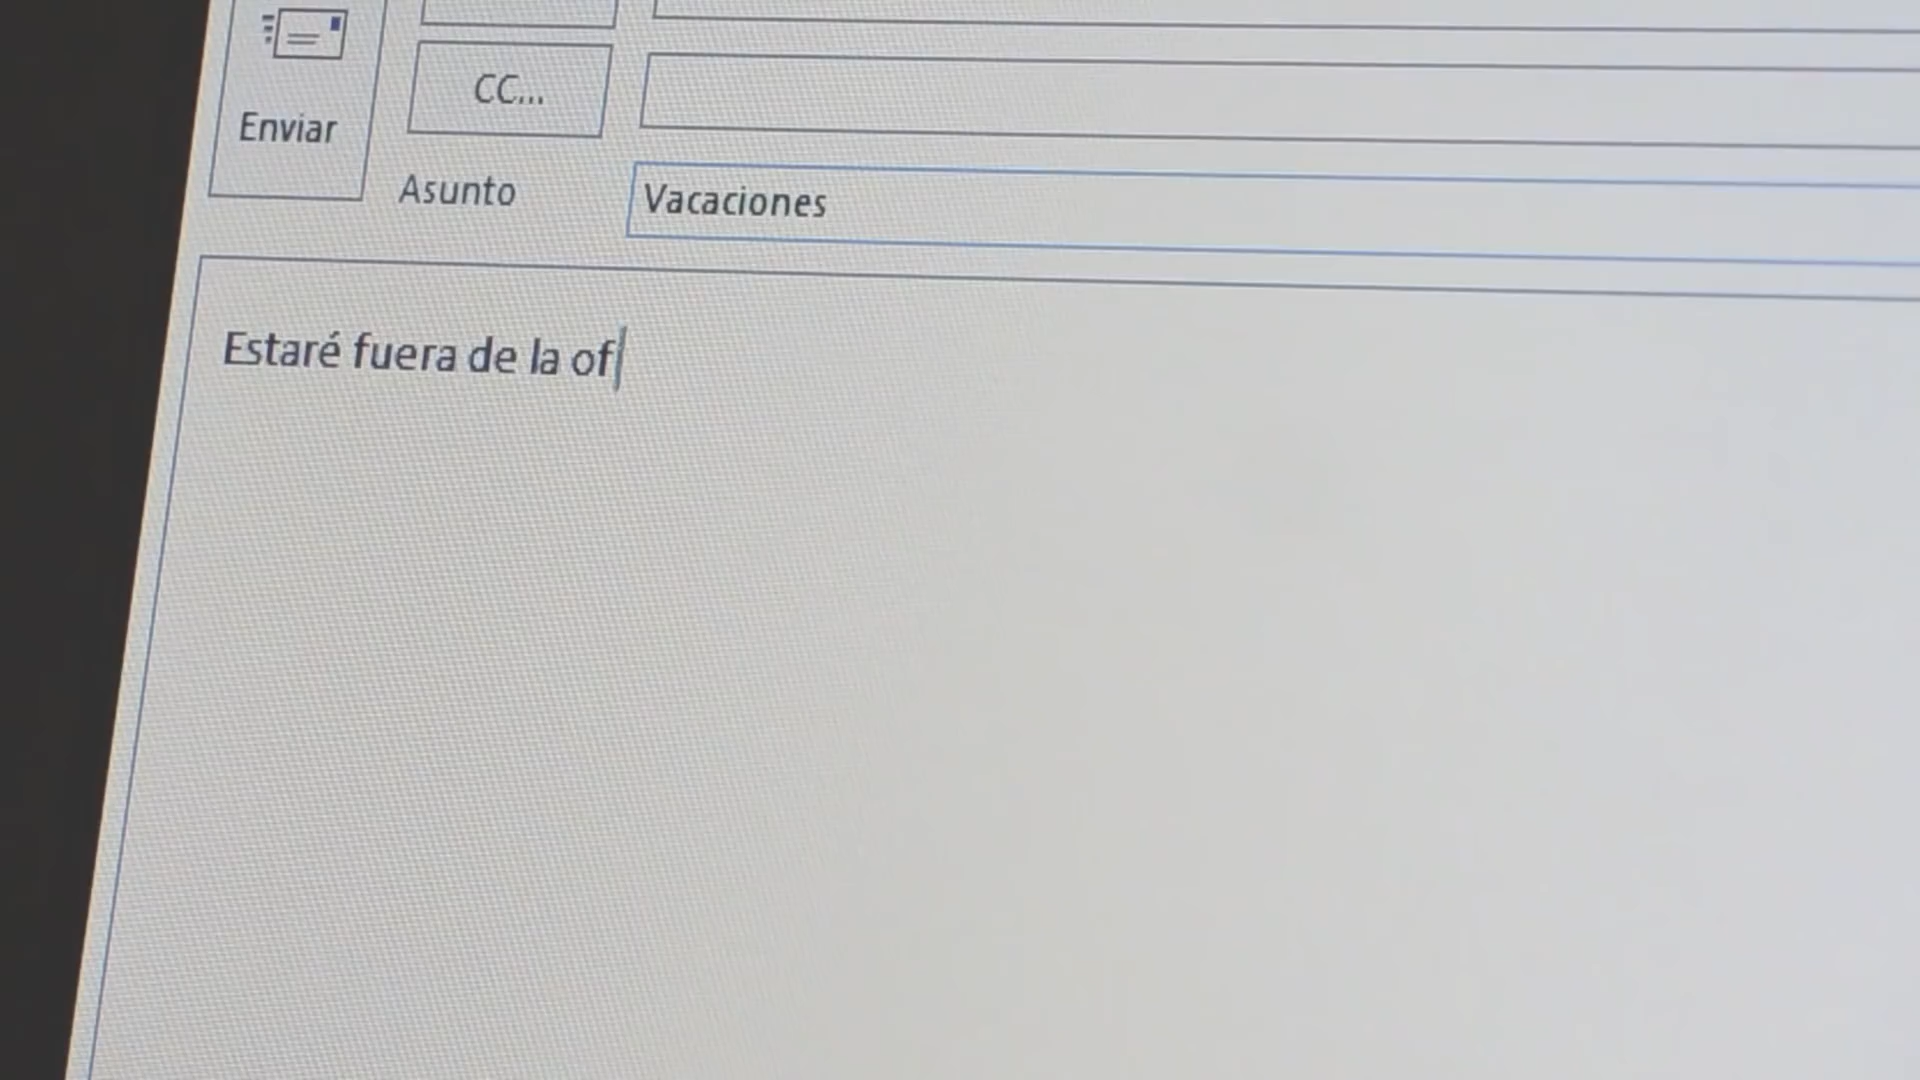 CC...
Enviar
Asunto
Vacaciones
Estaré fuera de la of